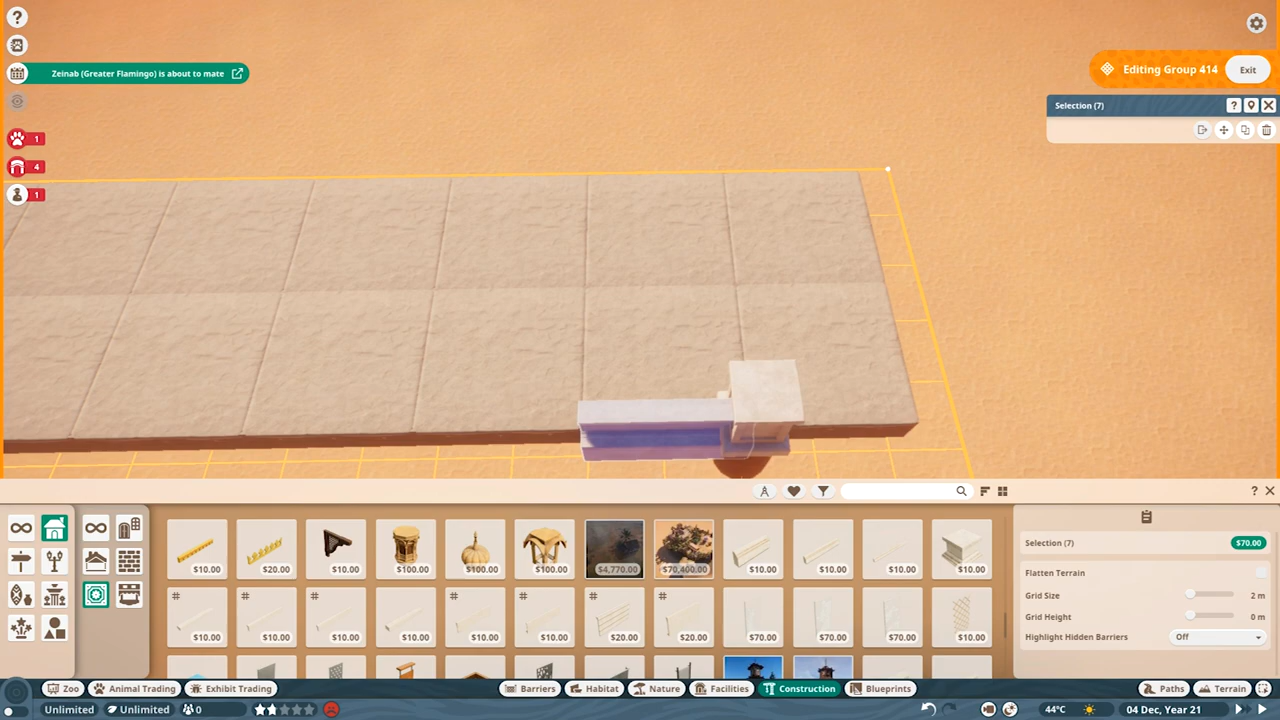 ?
Zeinab (Greater Flamingo) is about to mate
1
4
1
Editing Group 414
Exit
Selection (7)
?
?
$10.00 $20.00 $10.00 $100.00 $100.00 $100.00 $4,770.00 $70,400.00 $10.00 $10.00 $10.00 $10.00
# # # # #
$10.00 $10.00 $10.00 $10.00 $10.00 $10.00 $20.00 $20.00 $70.00 $70.00 $70.00 $10.00
Selection (7) $70.00
Flatten Terrain
Grid Size 2 m
Grid Height 0 m
Highlight Hidden Barriers Off
Zoo Animal Trading Exhibit Trading Barriers Habitat Nature Facilities Construction Blueprints Paths Terrain
Unlimited Unlimited 0 44°C 04 Dec, Year 21